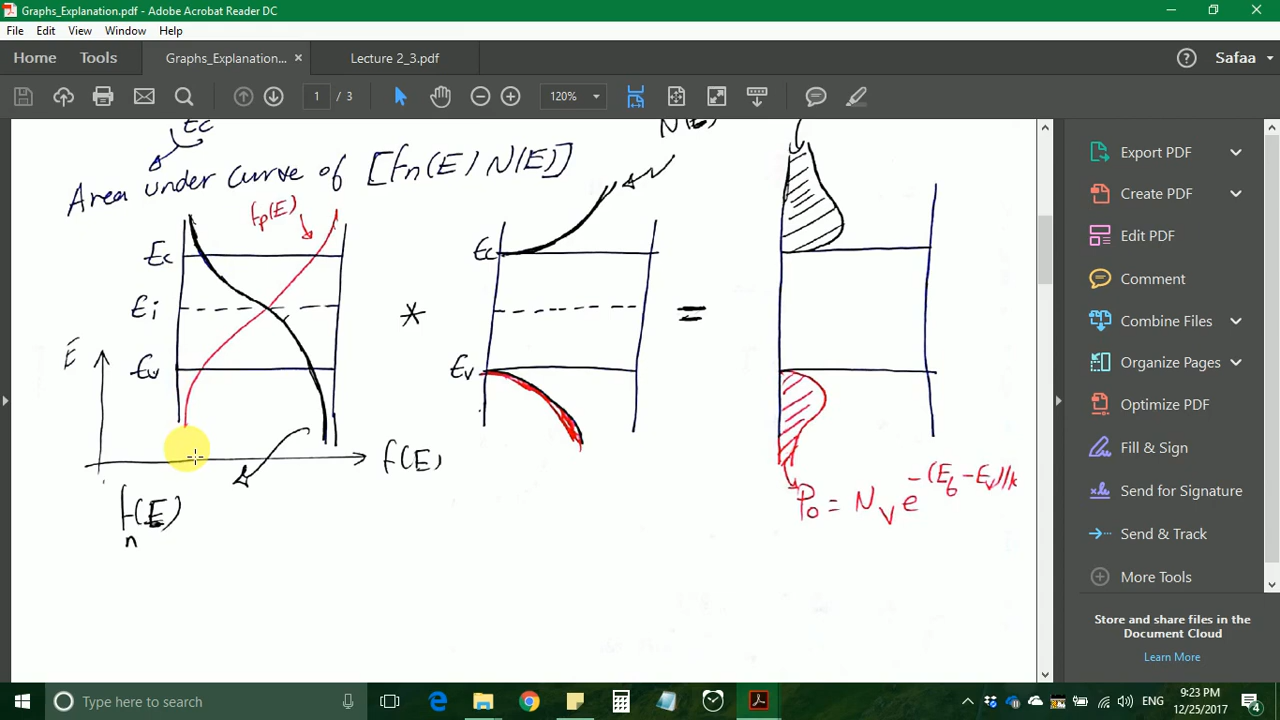 Graphs_Explanation.pdf - Adobe Acrobat Reader DC
File Edit View Window Help
Home Tools Graphs_Explanation... × Lecture 2_3.pdf Safaa
1 / 3 120%
Ec
N(E)
Area under curve of [fn(E) N(E)]
fp(E)
Ec
Ei
Ev
E
f(E)
fn(E)
*
Ec
Ev
=
Po = Nv e -(Ef - Ev)/k
Export PDF
Create PDF
Edit PDF
Comment
Combine Files
Organize Pages
Optimize PDF
Fill & Sign
Send for Signature
Send & Track
More Tools
Store and share files in the
Document Cloud
Learn More
Type here to search
ENG
9:23 PM
12/25/2017
4